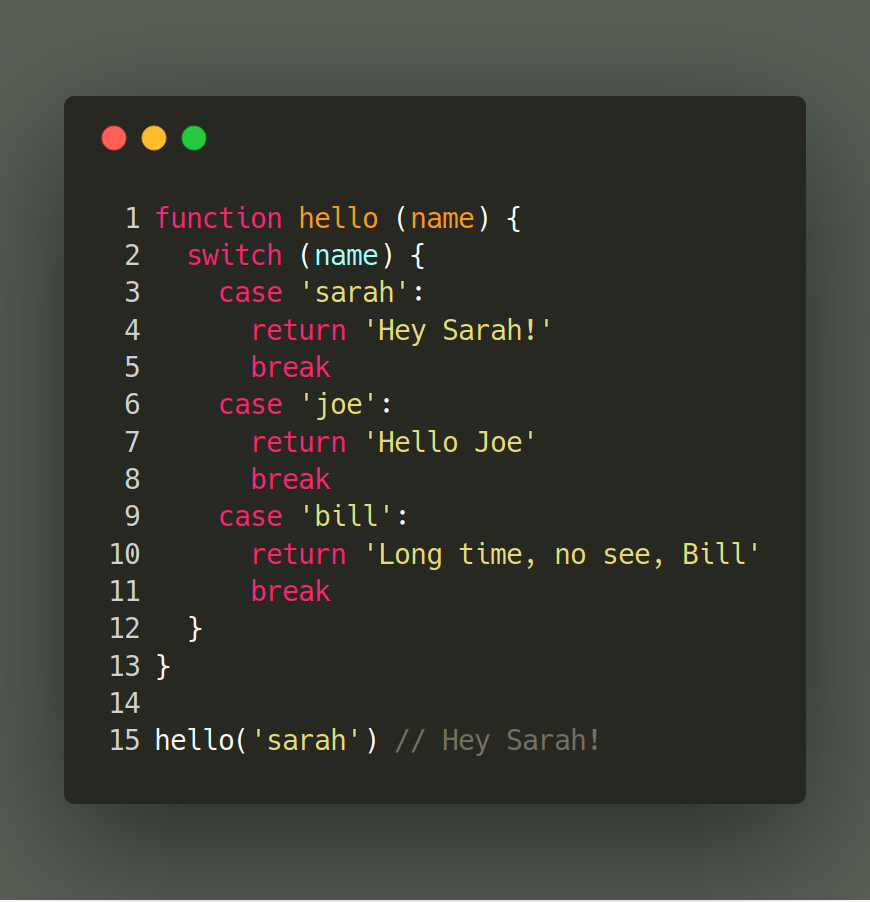 1 function hello (name) {
2   switch (name) {
3     case 'sarah':
4       return 'Hey Sarah!'
5       break
6     case 'joe':
7       return 'Hello Joe'
8       break
9     case 'bill':
10       return 'Long time, no see, Bill'
11       break
12   }
13 }
14
15 hello('sarah') // Hey Sarah!